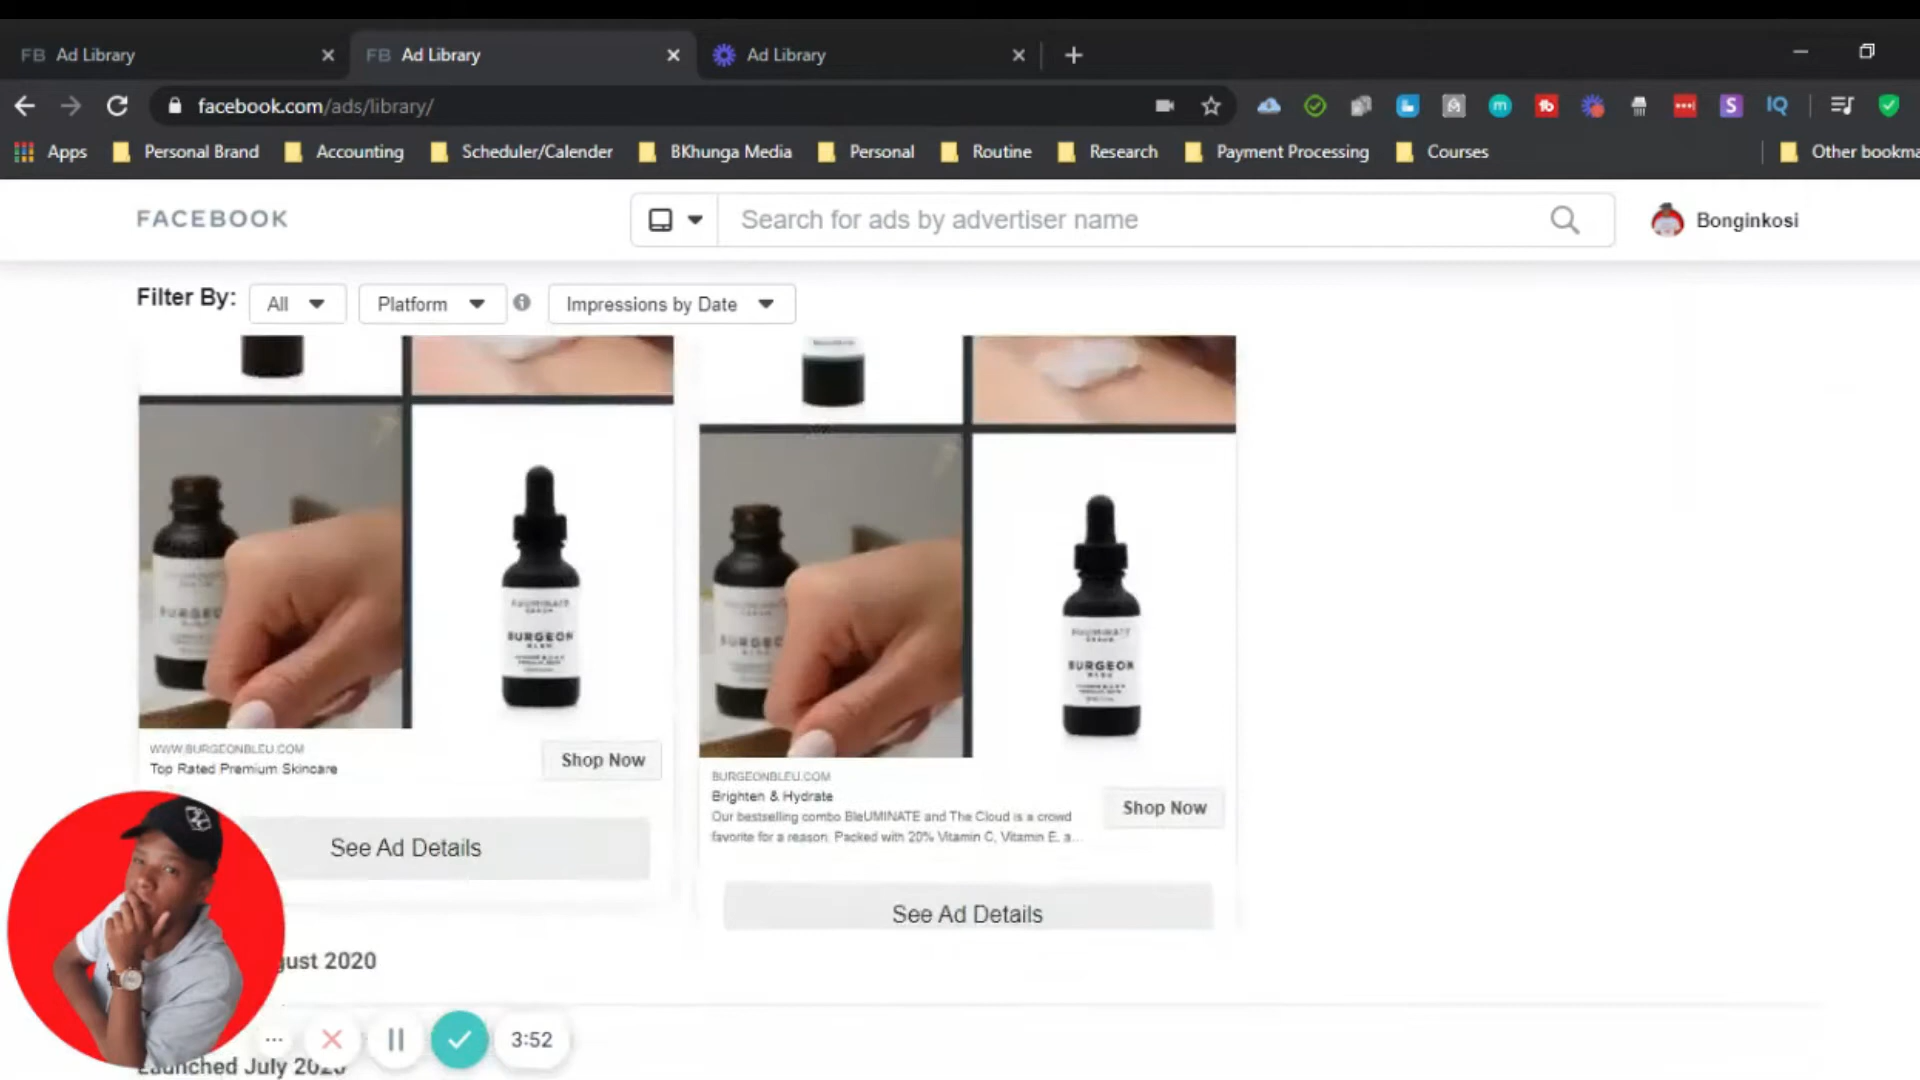 FB Ad Library
FB Ad Library
Ad Library
facebook.com/ads/library/
Apps
Personal Brand
Accounting
Scheduler/Calender
BKhunga Media
Personal
Routine
Research
Payment Processing
Courses
Other bookma
FACEBOOK
Search for ads by advertiser name
Bonginkosi
Filter By:
All
Platform
Impressions by Date
BURGEON
BURGEON
WWW.BURGEONBLEU.COM
Top Rated Premium Skincare
Shop Now
See Ad Details
BURGEONBLEU.COM
Brighten & Hydrate
Our bestselling combo BleUMINATE and The Cloud is a crowd
favorite for a reason. Packed with 20% Vitamin C, Vitamin E, a...
Shop Now
See Ad Details
gust 2020
3:52
Launched July 2020